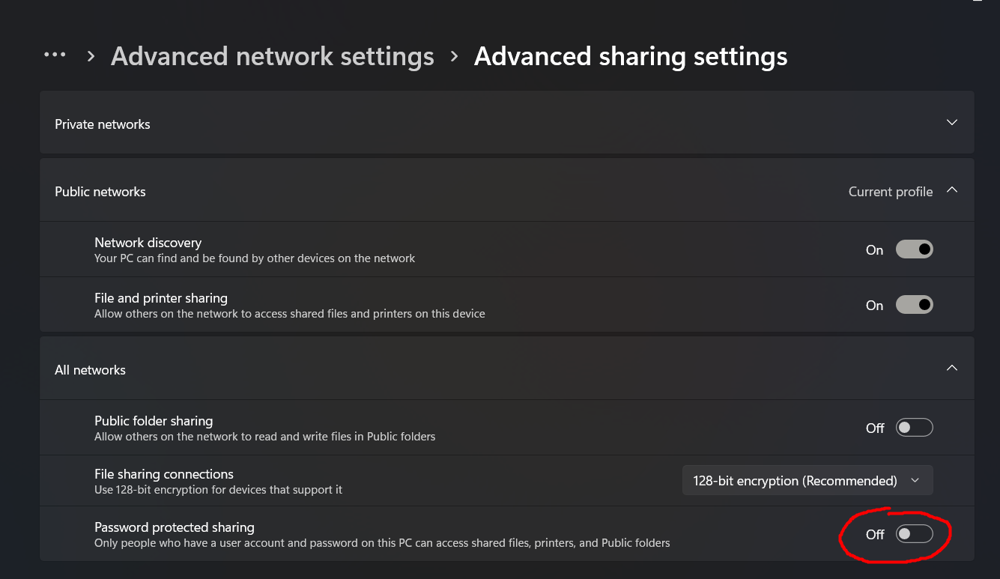 ... > Advanced network settings > Advanced sharing settings
Private networks
Public networks Current profile
Network discovery
Your PC can find and be found by other devices on the network
On
File and printer sharing
Allow others on the network to access shared files and printers on this device
On
All networks
Public folder sharing
Allow others on the network to read and write files in Public folders
Off
File sharing connections
Use 128-bit encryption for devices that support it
128-bit encryption (Recommended)
Password protected sharing
Only people who have a user account and password on this PC can access shared files, printers, and Public folders
Off